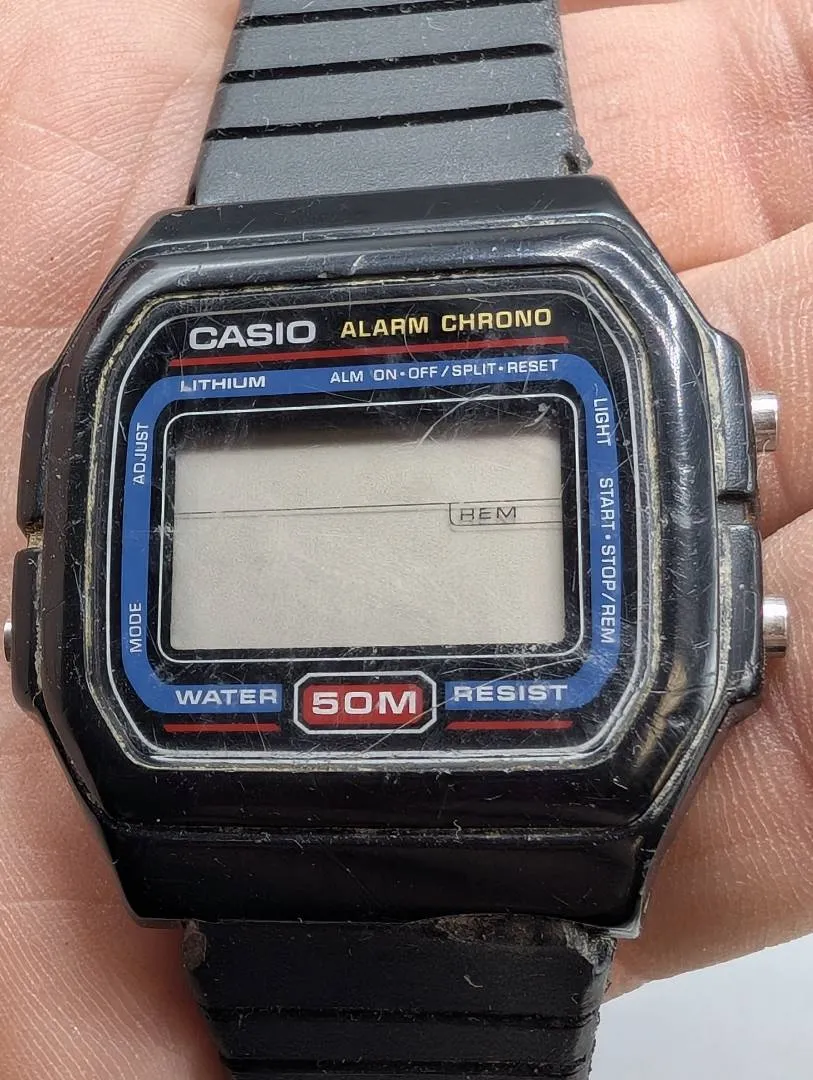 CASIO ALARM CHRONO
LITHIUM ALM ON•OFF/SPLIT•RESET
ADJUST
LIGHT
REM
START•STOP/REM
MODE
WATER 50M RESIST